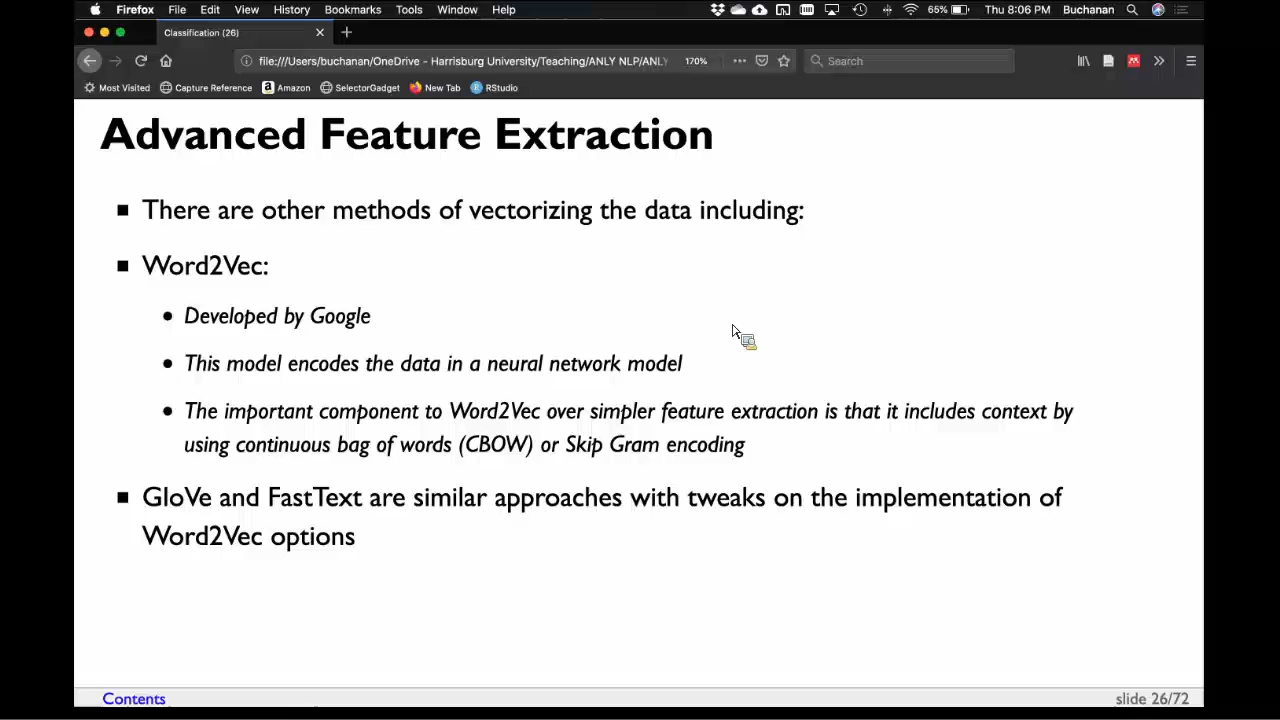 Firefox File Edit View History Bookmarks Tools Window Help 65% Thu 8:06 PM Buchanan
Classification (26)
file:///Users/buchanan/OneDrive - Harrisburg University/Teaching/ANLY NLP/ANLY 170% Search
Most Visited Capture Reference Amazon SelectorGadget New Tab RStudio
Advanced Feature Extraction
There are other methods of vectorizing the data including:
Word2Vec:
Developed by Google
This model encodes the data in a neural network model
The important component to Word2Vec over simpler feature extraction is that it includes context by
using continuous bag of words (CBOW) or Skip Gram encoding
GloVe and FastText are similar approaches with tweaks on the implementation of
Word2Vec options
Contents slide 26/72